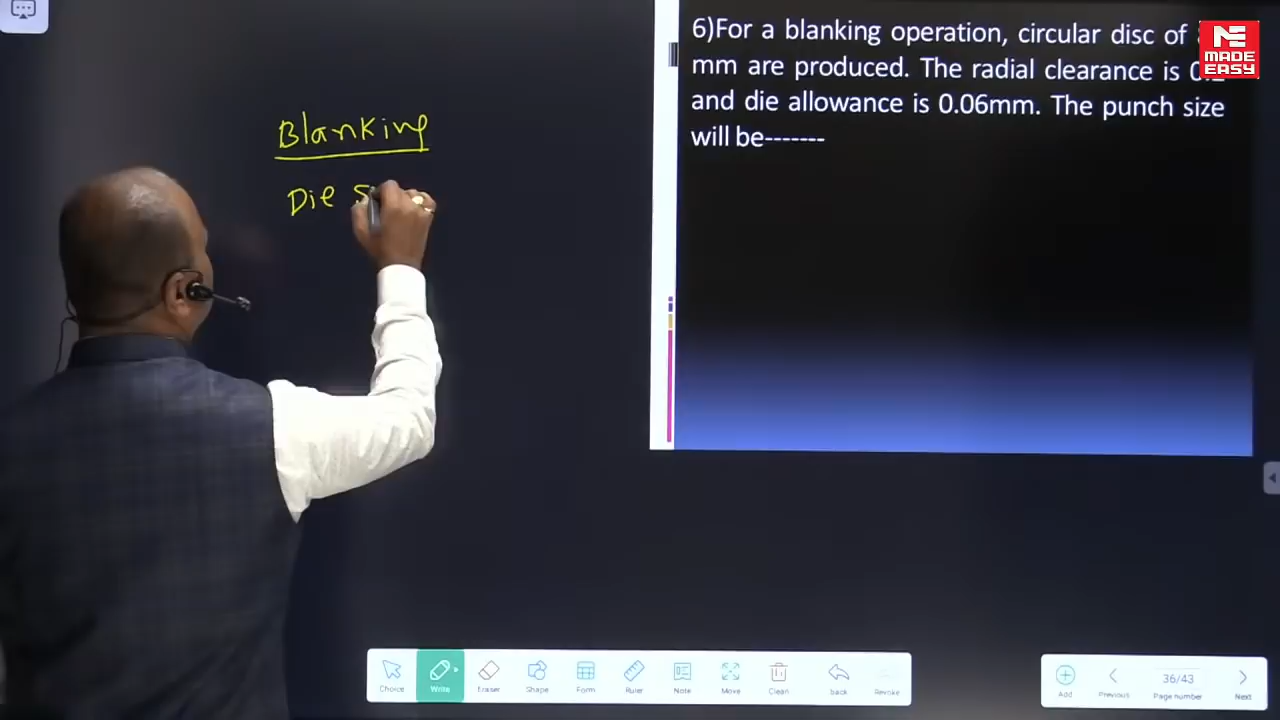 6)For a blanking operation, circular disc of
mm are produced. The radial clearance is
and die allowance is 0.06mm. The punch size
will be-------
MADE
EASY
Blanking
Die S
Choice
Write
Eraser
Shape
Form
Ruler
Note
Move
Clean
back
Revoke
Add
Previous
36/43
Page number
Next